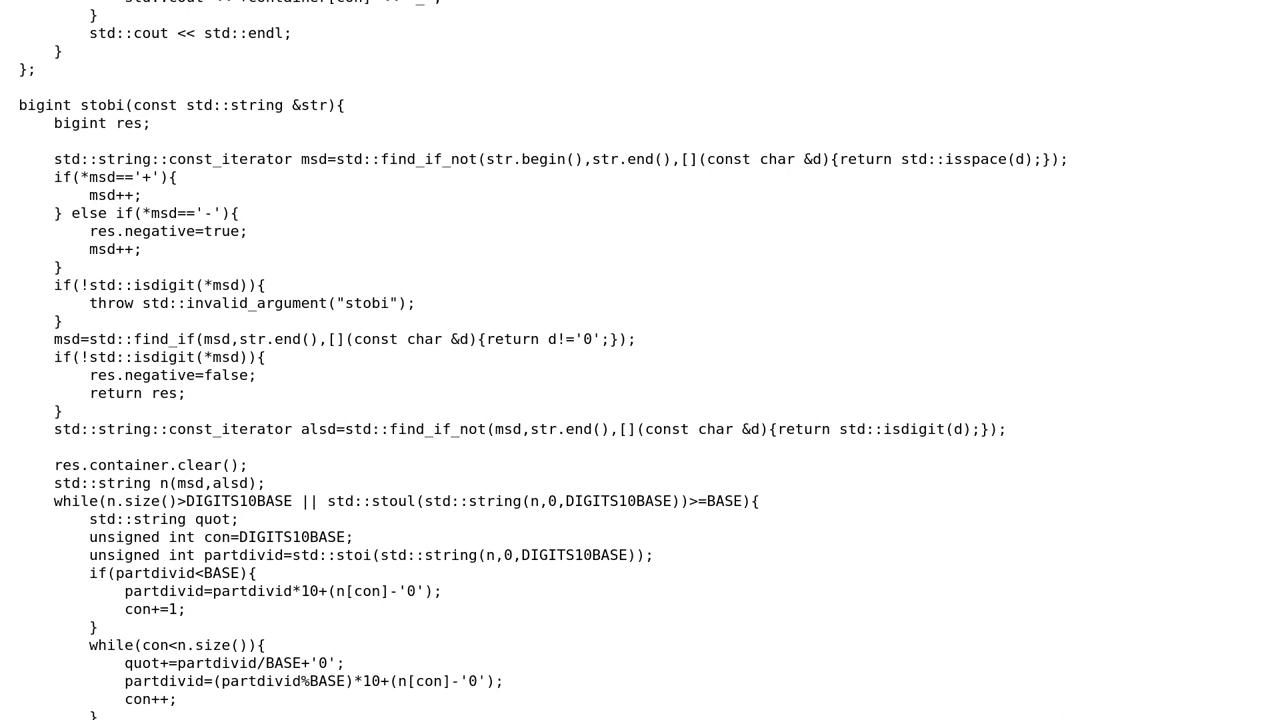 }
        std::cout << std::endl;
    }
};

bigint stobi(const std::string &str){
    bigint res;

    std::string::const_iterator msd=std::find_if_not(str.begin(),str.end(),[](const char &d){return std::isspace(d);});
    if(*msd=='+'){
        msd++;
    } else if(*msd=='-'){
        res.negative=true;
        msd++;
    }
    if(!std::isdigit(*msd)){
        throw std::invalid_argument("stobi");
    }
    msd=std::find_if(msd,str.end(),[](const char &d){return d!='0';});
    if(!std::isdigit(*msd)){
        res.negative=false;
        return res;
    }
    std::string::const_iterator alsd=std::find_if_not(msd,str.end(),[](const char &d){return std::isdigit(d);});

    res.container.clear();
    std::string n(msd,alsd);
    while(n.size()>DIGITS10BASE || std::stoul(std::string(n,0,DIGITS10BASE))>=BASE){
        std::string quot;
        unsigned int con=DIGITS10BASE;
        unsigned int partdivid=std::stoi(std::string(n,0,DIGITS10BASE));
        if(partdivid<BASE){
            partdivid=partdivid*10+(n[con]-'0');
            con+=1;
        }
        while(con<n.size()){
            quot+=partdivid/BASE+'0';
            partdivid=(partdivid%BASE)*10+(n[con]-'0');
            con++;
        }